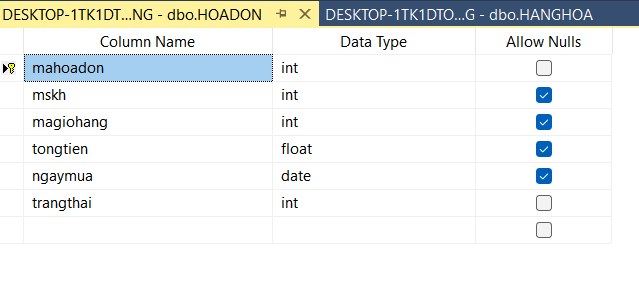 DESKTOP-1TK1DT...NG - dbo.HOADON DESKTOP-1TK1DTO...G - dbo.HANGHOA
Column Name Data Type Allow Nulls
mahoadon int
mskh int
magiohang int
tongtien float
ngaymua date
trangthai int